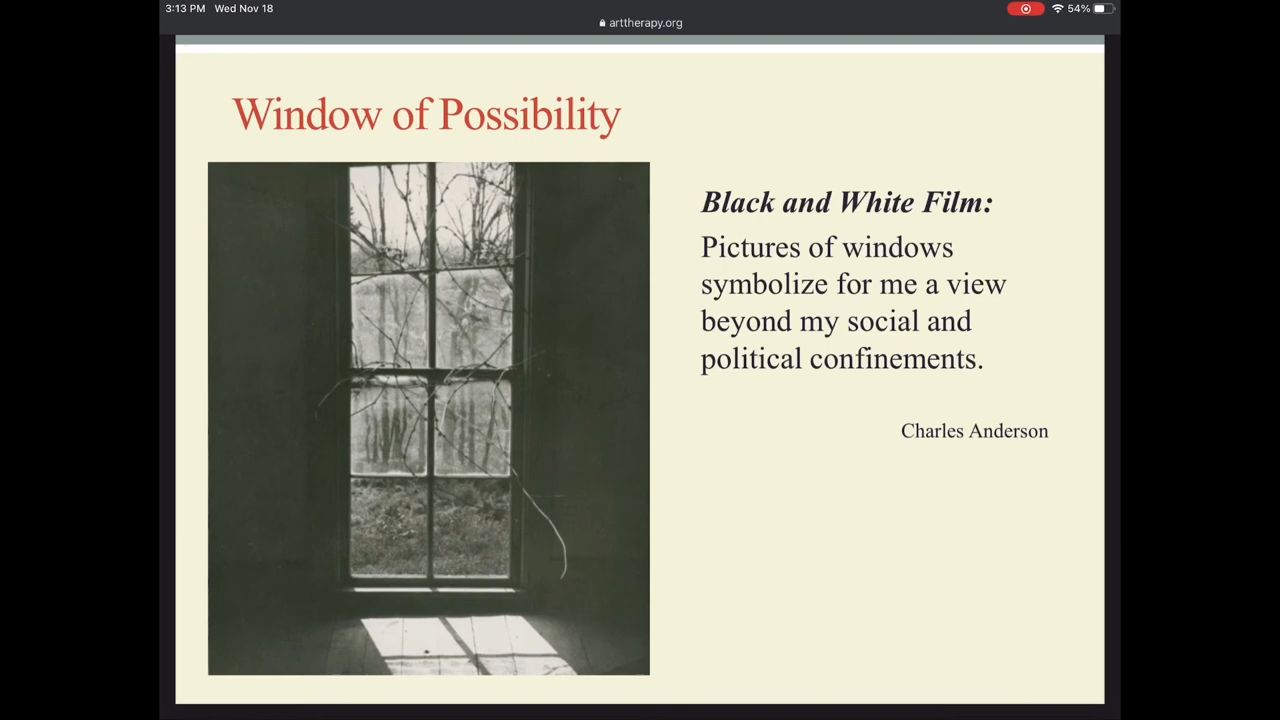 3:13 PM Wed Nov 18
54%
arttherapy.org
Window of Possibility
Black and White Film:
Pictures of windows
symbolize for me a view
beyond my social and
political confinements.
Charles Anderson